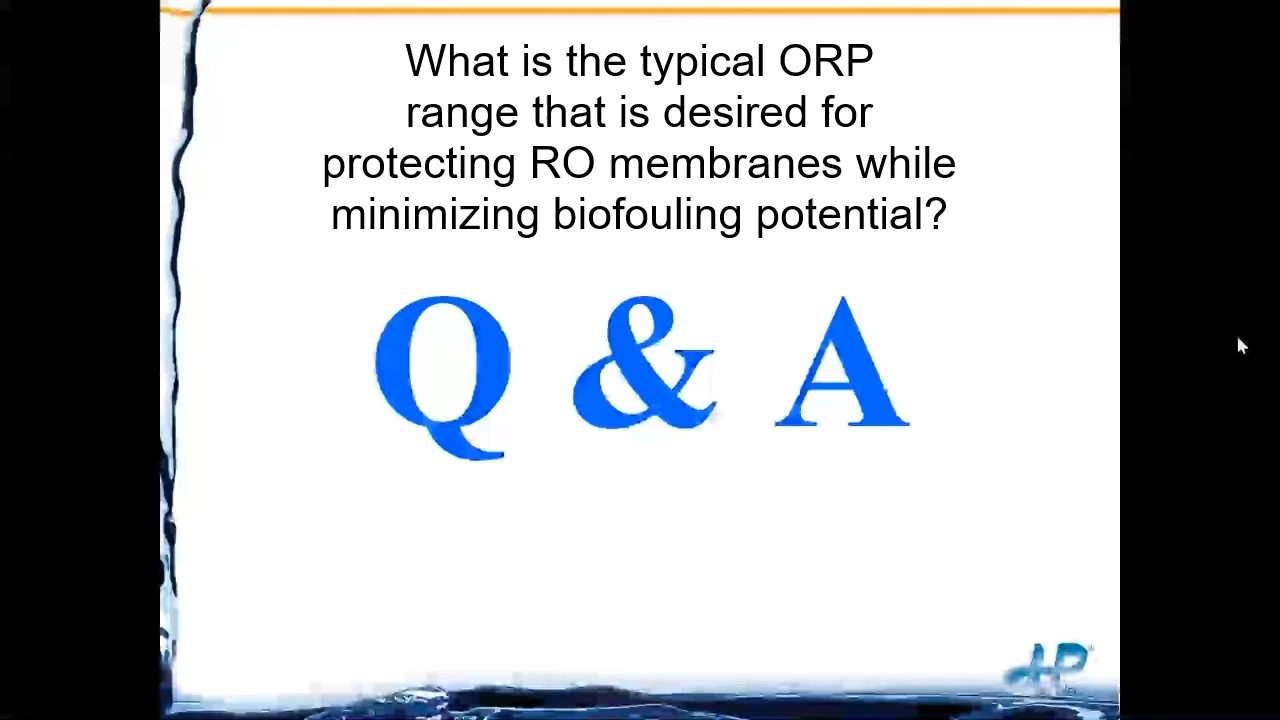 What is the typical ORP
range that is desired for
protecting RO membranes while
minimizing biofouling potential?
Q & A